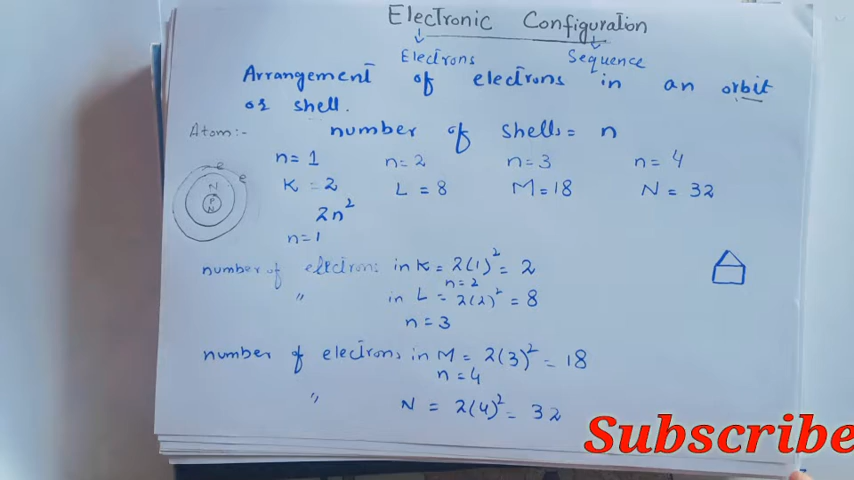 Electronic Configuration
Electrons Sequence
Arrangement of electrons in an orbit
or shell.
Atom:- number of shells = n
n=1 n=2 n=3 n=4
K = 2 L = 8 M=18 N = 32
e
e
N
P
N
2n²
n=1
number of electrons in K = 2(1)² = 2
n=2
" in L = 2(2)² = 8
n=3
number of electrons in M = 2(3)² = 18
n=4
" N = 2(4)² = 32
Subscribe